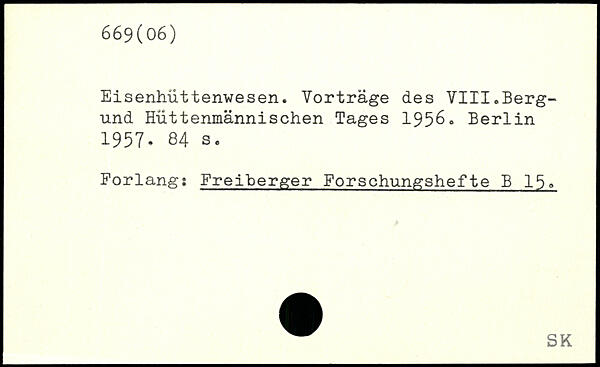 669(06)
Eisenhüttenwesen. Vorträge des VIII.Berg-
und Hüttenmännischen Tages 1956. Berlin
1957. 84 s.
Forlang: Freiberger Forschungshefte B 15.
SK